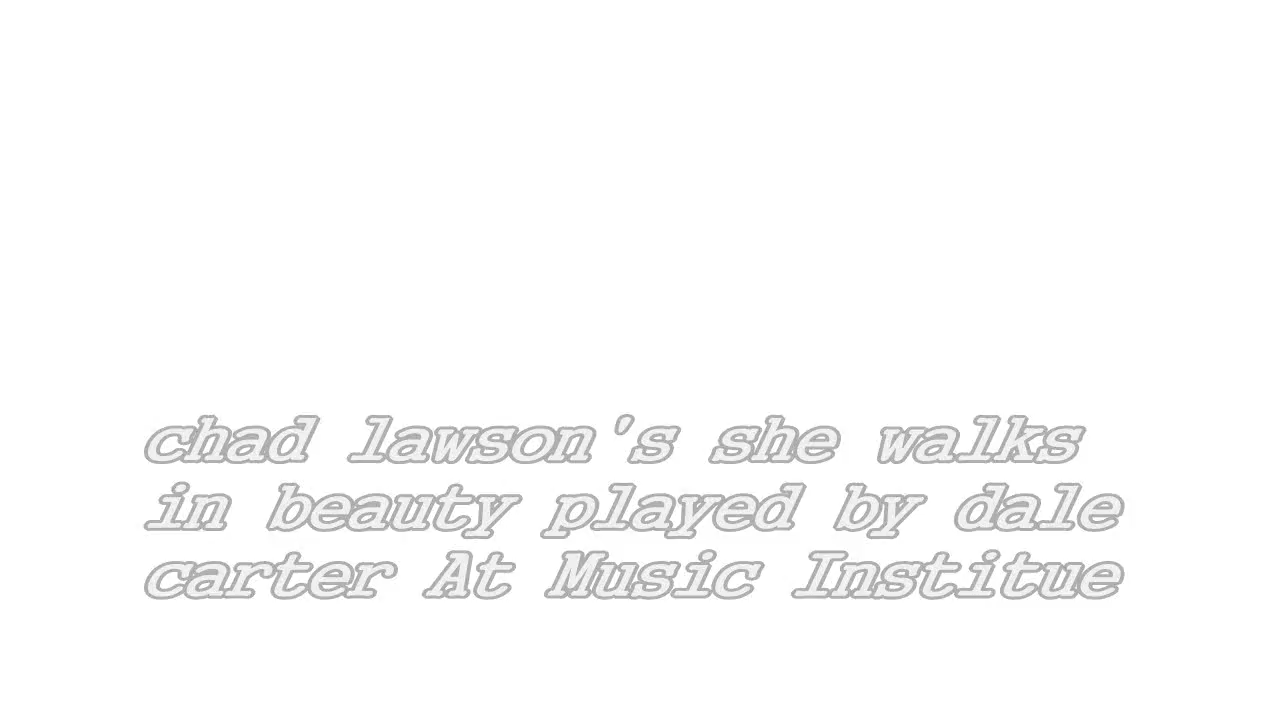 chad lawson's she walks
in beauty played by dale
carter At Music Institue